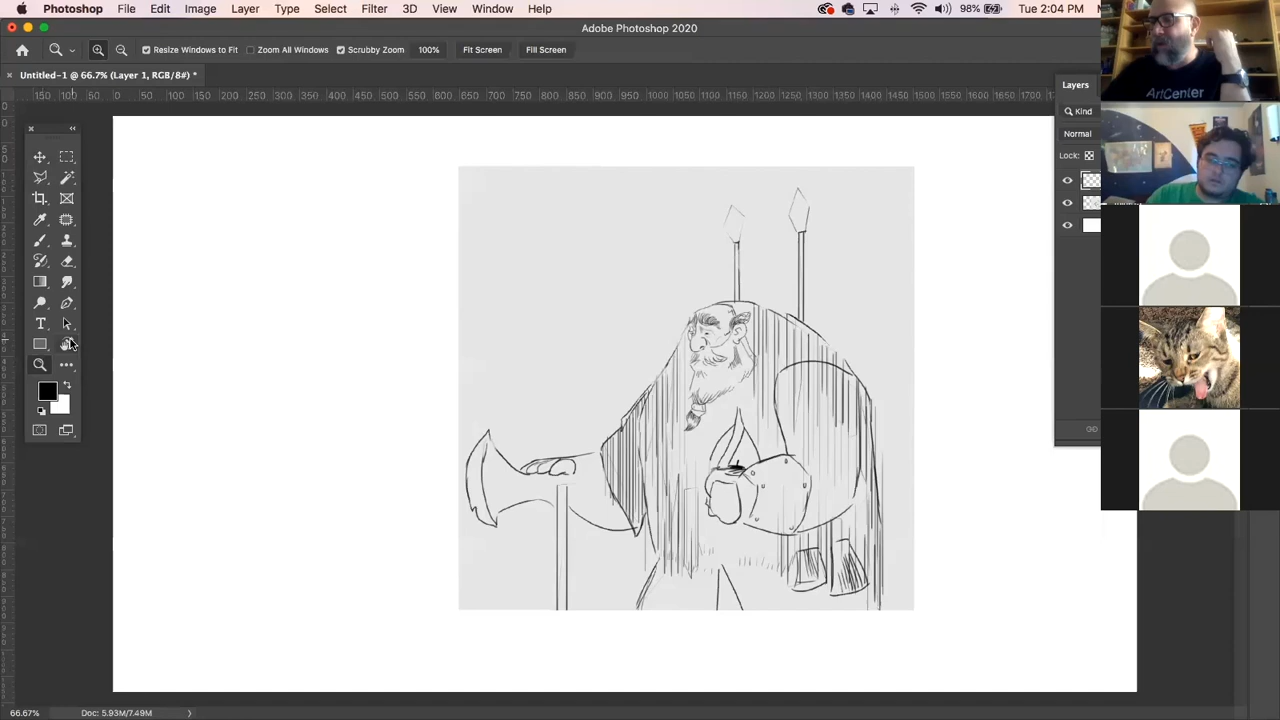 Photoshop File Edit Image Layer Type Select Filter 3D View Window Help 98% Tue 2:04 PM
Adobe Photoshop 2020
Resize Windows to Fit Zoom All Windows Scrubby Zoom 100% Fit Screen Fill Screen
Untitled-1 @ 66.7% (Layer 1, RGB/8#) *
150 100 50 0 50 100 150 200 250 300 350 400 450 500 550 600 650 700 750 800 850 900 950 1000 1050 1100 1150 1200 1250 1300 1350 1400 1450 1500 1550 1600 1650 1700
Layers
Kind
Normal
Lock:
ArtCenter
66.67% Doc: 5.93M/7.49M